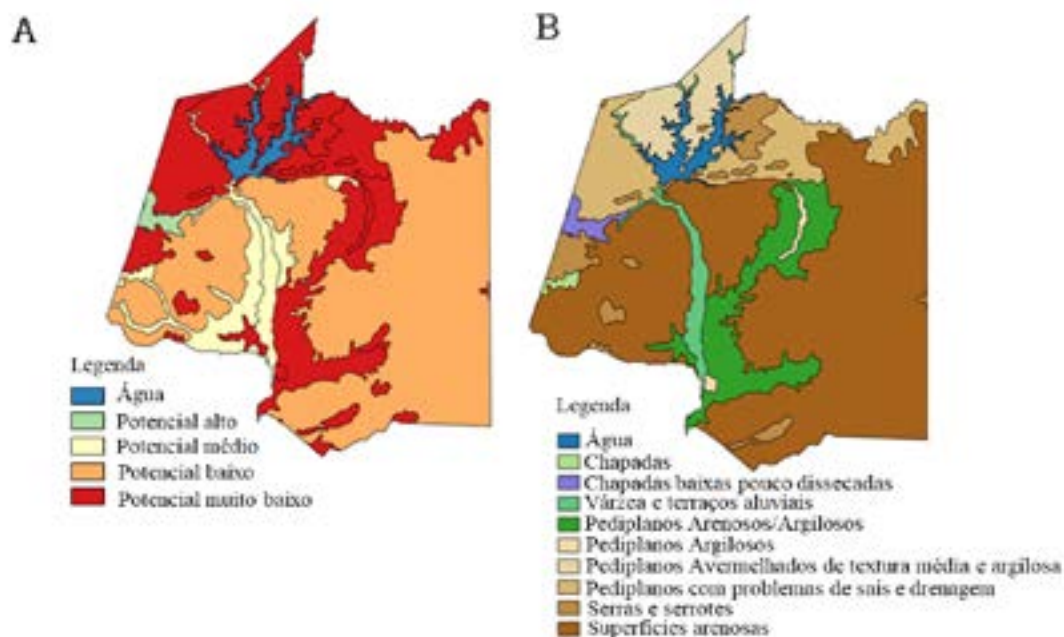 A
Legenda
Água
Potencial alto
Potencial médio
Potencial baixo
Potencial muito baixo
B
Legenda
Água
Chapadas
Chapadas baixas pouco dissecadas
Várzea e terraços aluviais
Pediplanos Arenosos/Argilosos
Pediplanos Argilosos
Pediplanos Avermelhados de textura média e argilosa
Pediplanos com problemas de sais e drenagem
Serras e serrotes
Superfícies arenosas